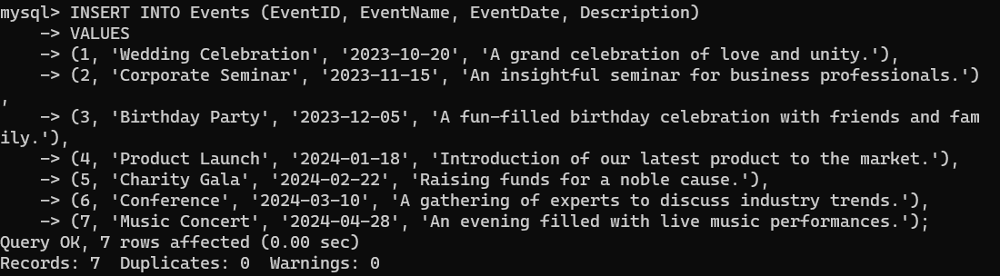 mysql> INSERT INTO Events (EventID, EventName, EventDate, Description)
    -> VALUES
    -> (1, 'Wedding Celebration', '2023-10-20', 'A grand celebration of love and unity.'),
    -> (2, 'Corporate Seminar', '2023-11-15', 'An insightful seminar for business professionals.')
,
    -> (3, 'Birthday Party', '2023-12-05', 'A fun-filled birthday celebration with friends and fam
ily.'),
    -> (4, 'Product Launch', '2024-01-18', 'Introduction of our latest product to the market.'),
    -> (5, 'Charity Gala', '2024-02-22', 'Raising funds for a noble cause.'),
    -> (6, 'Conference', '2024-03-10', 'A gathering of experts to discuss industry trends.'),
    -> (7, 'Music Concert', '2024-04-28', 'An evening filled with live music performances.');
Query OK, 7 rows affected (0.00 sec)
Records: 7  Duplicates: 0  Warnings: 0